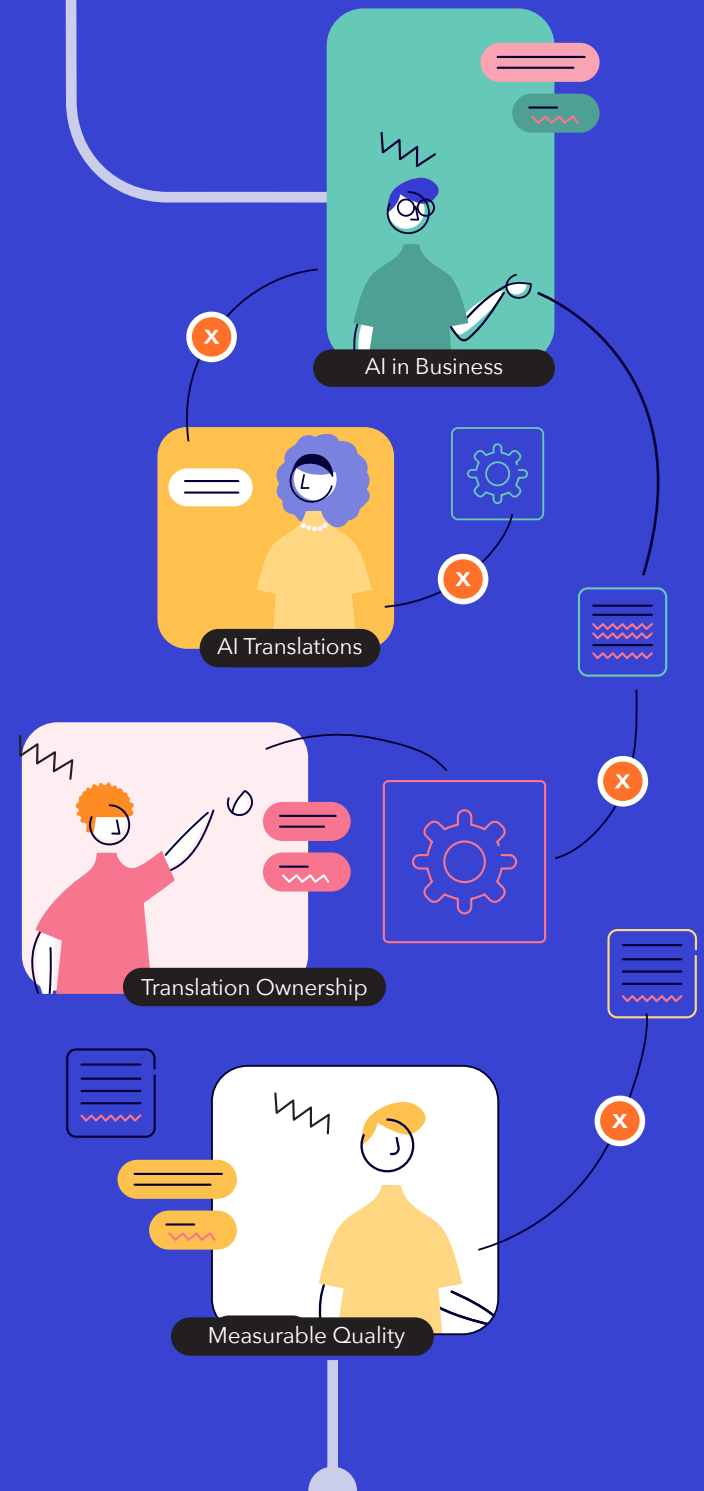 AI in Business
X
AI Translations
X
X
Translation Ownership
X
Measurable Quality